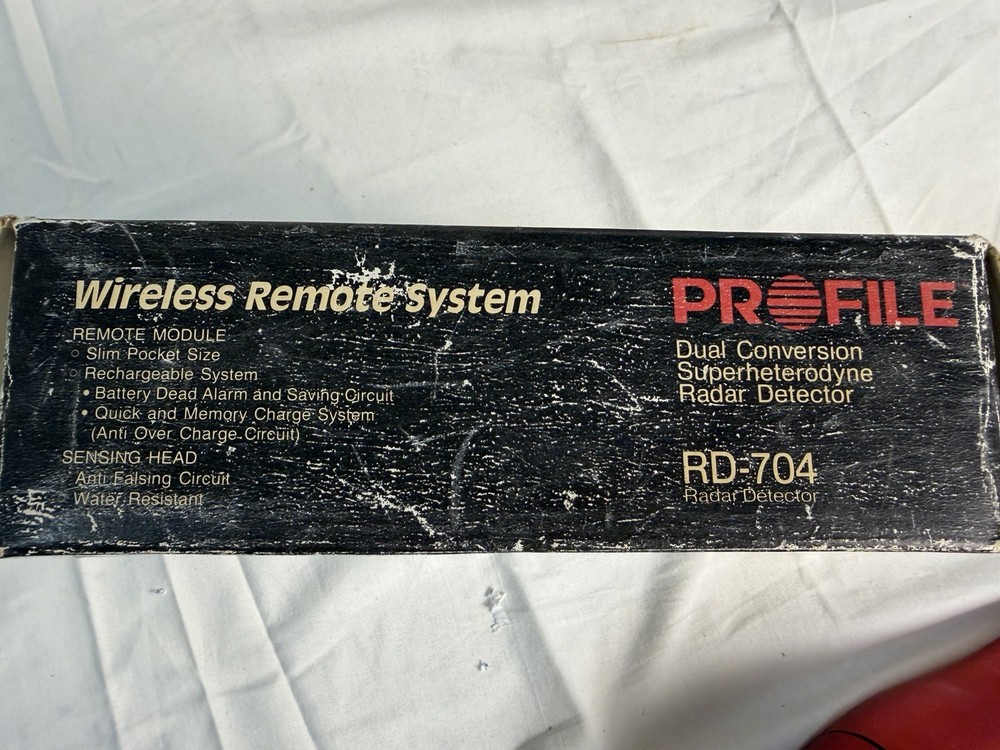 Wireless Remote System
REMOTE MODULE
○ Slim Pocket Size
○ Rechargeable System
• Battery Dead Alarm and Saving Circuit
• Quick and Memory Charge System
(Anti Over Charge Circuit)
SENSING HEAD
Anti Falsing Circuit
Water Resistant
PROFILE
Dual Conversion
Superheterodyne
Radar Detector
RD-704
Radar Detector